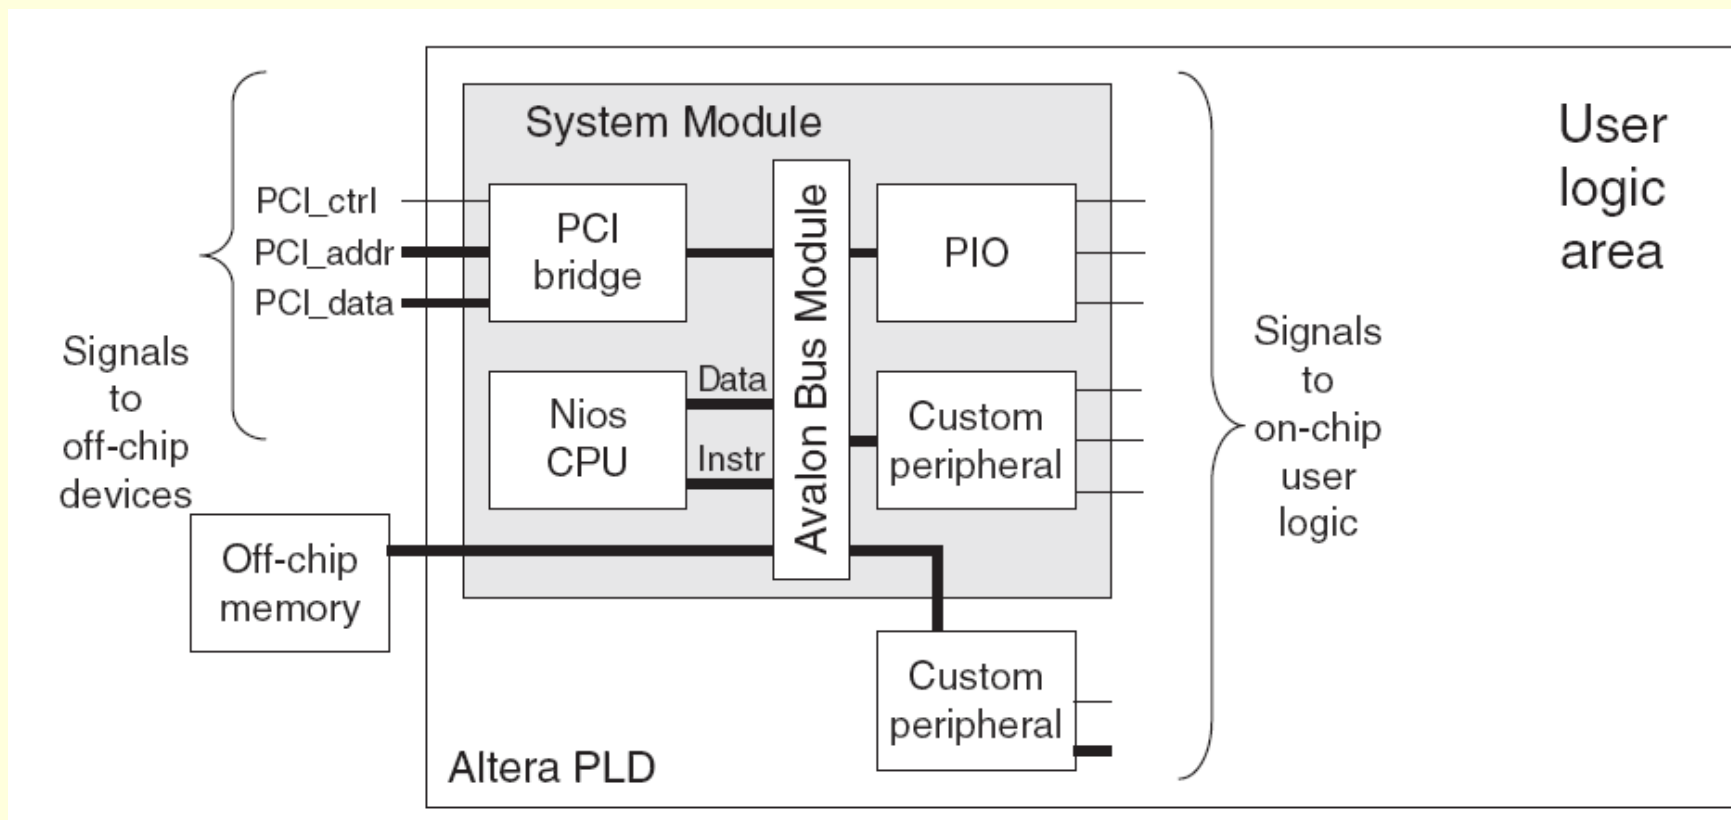 System Module
User
logic
area
PCI_ctrl
PCI_addr
PCI_data
PCI
bridge
Avalon Bus Module
PIO
Signals
to
off-chip
devices
Nios
CPU
Data
Instr
Custom
peripheral
Signals
to
on-chip
user
logic
Off-chip
memory
Custom
peripheral
Altera PLD